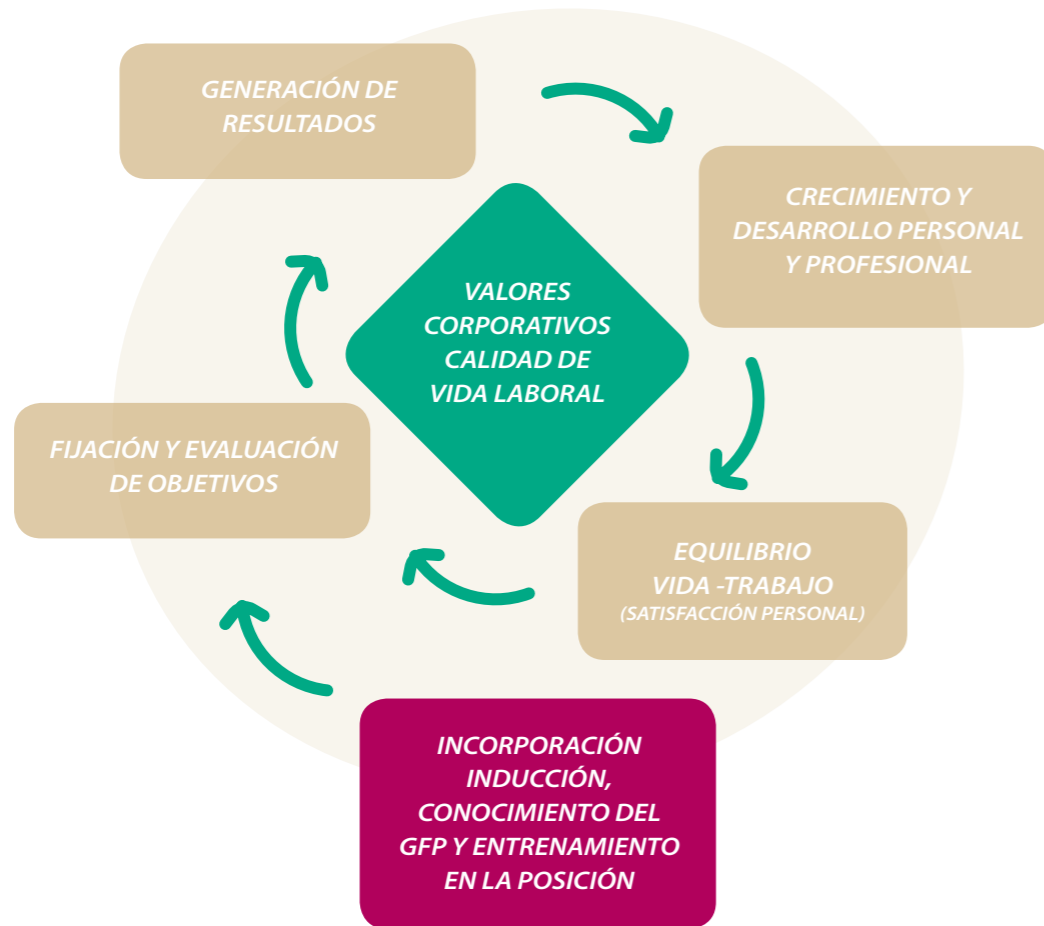 GENERACIÓN DE
RESULTADOS
CRECIMIENTO Y
DESARROLLO PERSONAL
Y PROFESIONAL
VALORES
CORPORATIVOS
CALIDAD DE
VIDA LABORAL
FIJACIÓN Y EVALUACIÓN
DE OBJETIVOS
EQUILIBRIO
VIDA -TRABAJO
(SATISFACCIÓN PERSONAL)
INCORPORACIÓN
INDUCCIÓN,
CONOCIMIENTO DEL
GFP Y ENTRENAMIENTO
EN LA POSICIÓN